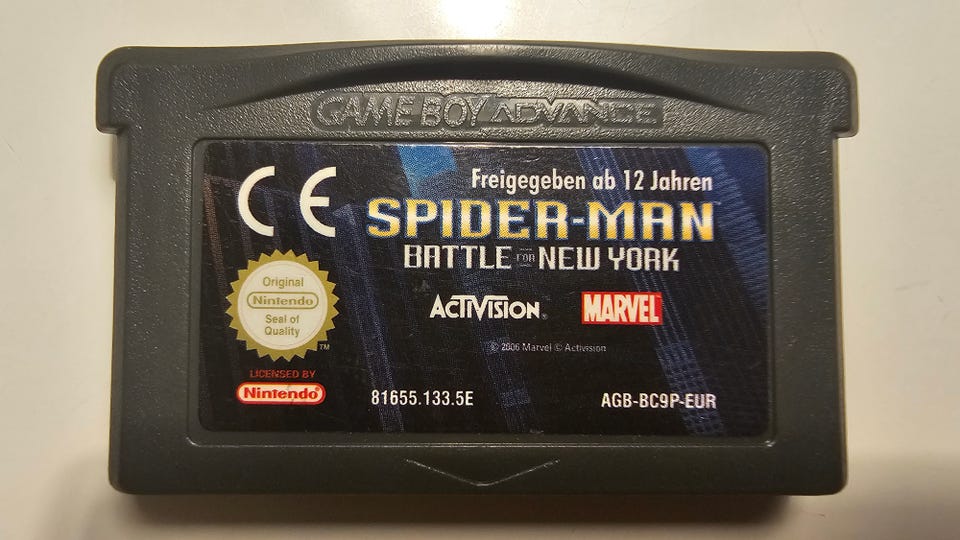 GAME BOY ADVANCE
CE
Freigegeben ab 12 Jahren
SPIDER-MAN™
BATTLE FOR NEW YORK
Original
Nintendo
Seal of
Quality
™
ACTIVISION®
MARVEL
© 2006 Marvel © Activision
LICENSED BY
Nintendo®
81655.133.5E
AGB-BC9P-EUR